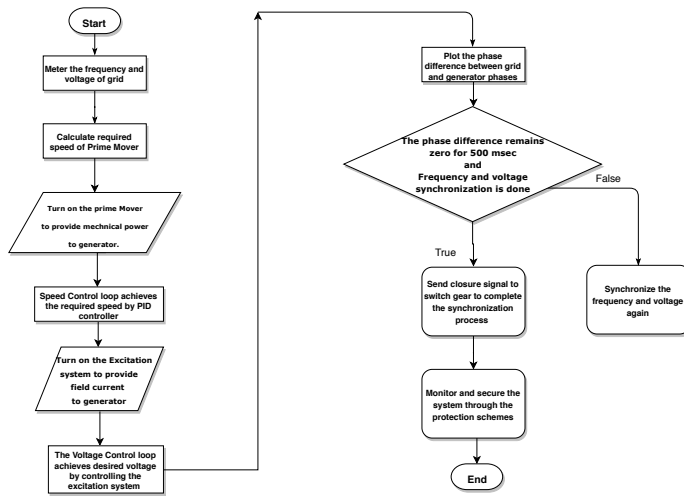 Start
Meter the frequency and
voltage of grid
Calculate required
speed of Prime Mover
Turn on the prime Mover
to provide mechnical power
to generator.
Speed Control loop achieves
the required speed by PID
controller
Turn on the Excitation
system to provide
field current
to generator
The Voltage Control loop
achieves desired voltage
by controlling the
excitation system
Plot the phase
difference between grid
and generator phases
The phase difference remains
zero for 500 msec
and
Frequency and voltage
synchronization is done
False
True
Send closure signal to
switch gear to complete
the synchronization
process
Synchronize the
frequency and voltage
again
Monitor and secure the
system through the
protection schemes
End